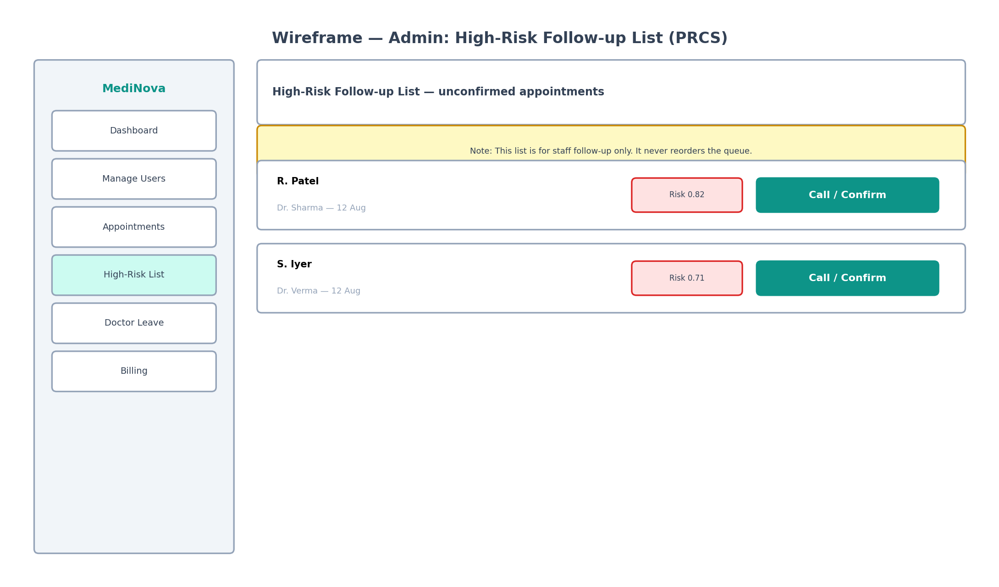 Wireframe — Admin: High-Risk Follow-up List (PRCS)
MediNova
Dashboard
Manage Users
Appointments
High-Risk List
Doctor Leave
Billing
High-Risk Follow-up List — unconfirmed appointments
Note: This list is for staff follow-up only. It never reorders the queue.
R. Patel
Dr. Sharma — 12 Aug
Risk 0.82
Call / Confirm
S. Iyer
Dr. Verma — 12 Aug
Risk 0.71
Call / Confirm